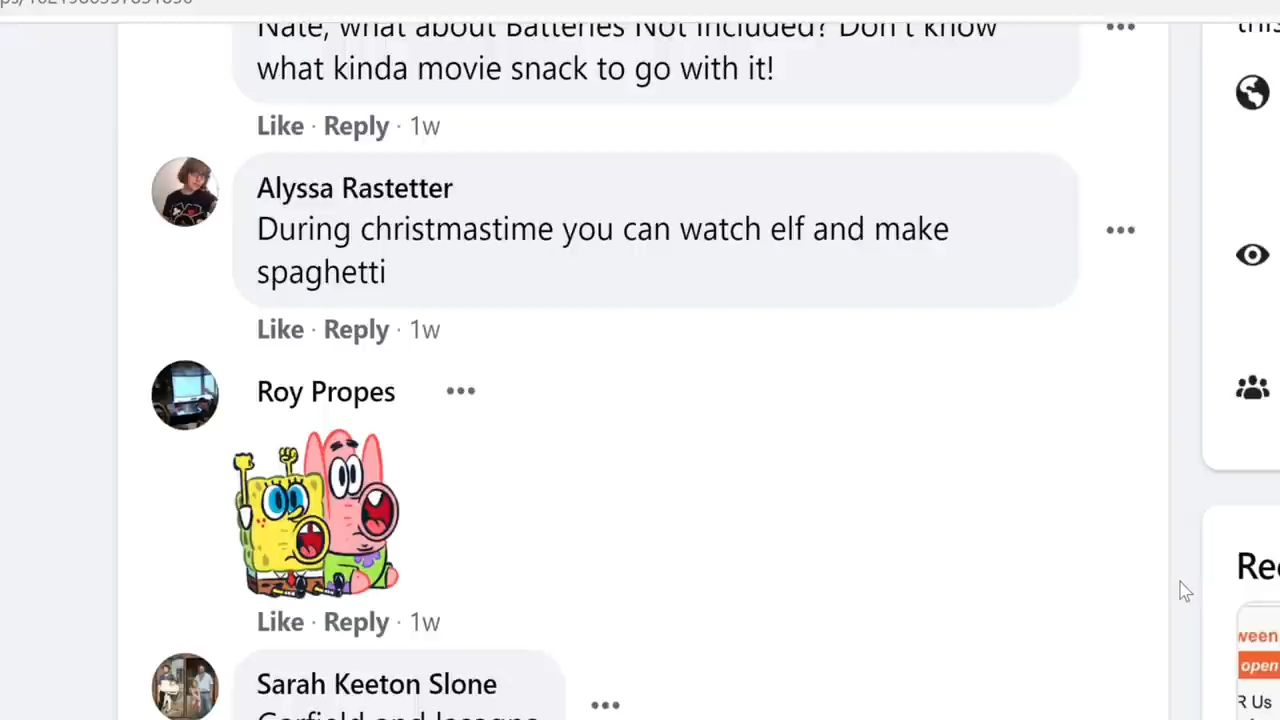 Nate, what about Batteries Not Included? Don't know
what kinda movie snack to go with it!
Like · Reply · 1w
Alyssa Rastetter
During christmastime you can watch elf and make
spaghetti
Like · Reply · 1w
Roy Propes
Like · Reply · 1w
Sarah Keeton Slone
Garfield and lasagna
open
R Us